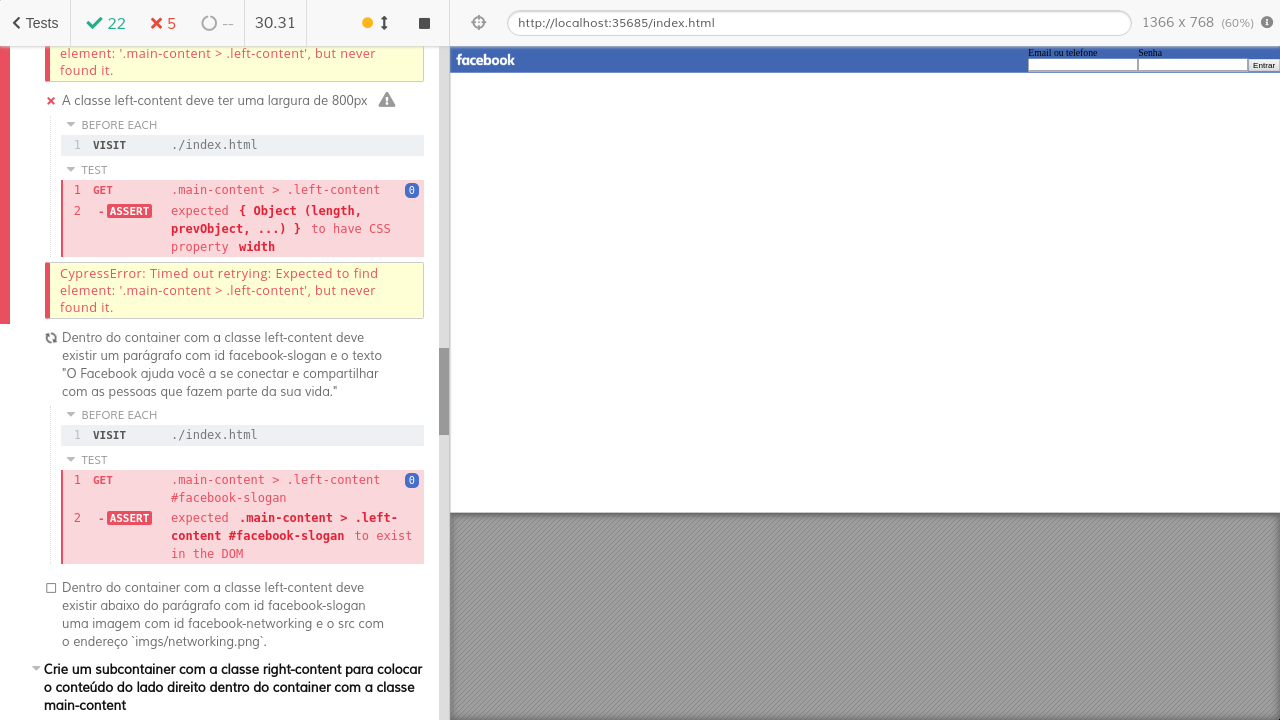 Tests
22
5
--
30.31
http://localhost:35685/index.html
1366 x 768 (60%)
element: '.main-content > .left-content', but never
found it.
A classe left-content deve ter uma largura de 800px
BEFORE EACH
1 VISIT ./index.html
TEST
1 GET .main-content > .left-content 0
2 -ASSERT expected { Object (length,
prevObject, ...) } to have CSS
property width
CypressError: Timed out retrying: Expected to find
element: '.main-content > .left-content', but never
found it.
Dentro do container com a classe left-content deve
existir um parágrafo com id facebook-slogan e o texto
"O Facebook ajuda você a se conectar e compartilhar
com as pessoas que fazem parte da sua vida."
BEFORE EACH
1 VISIT ./index.html
TEST
1 GET .main-content > .left-content 0
#facebook-slogan
2 -ASSERT expected .main-content > .left-
content #facebook-slogan to exist
in the DOM
Dentro do container com a classe left-content deve
existir abaixo do parágrafo com id facebook-slogan
uma imagem com id facebook-networking e o src com
o endereço `imgs/networking.png`.
Crie um subcontainer com a classe right-content para colocar
o conteúdo do lado direito dentro do container com a classe
main-content
facebook
Email ou telefone
Senha
Entrar